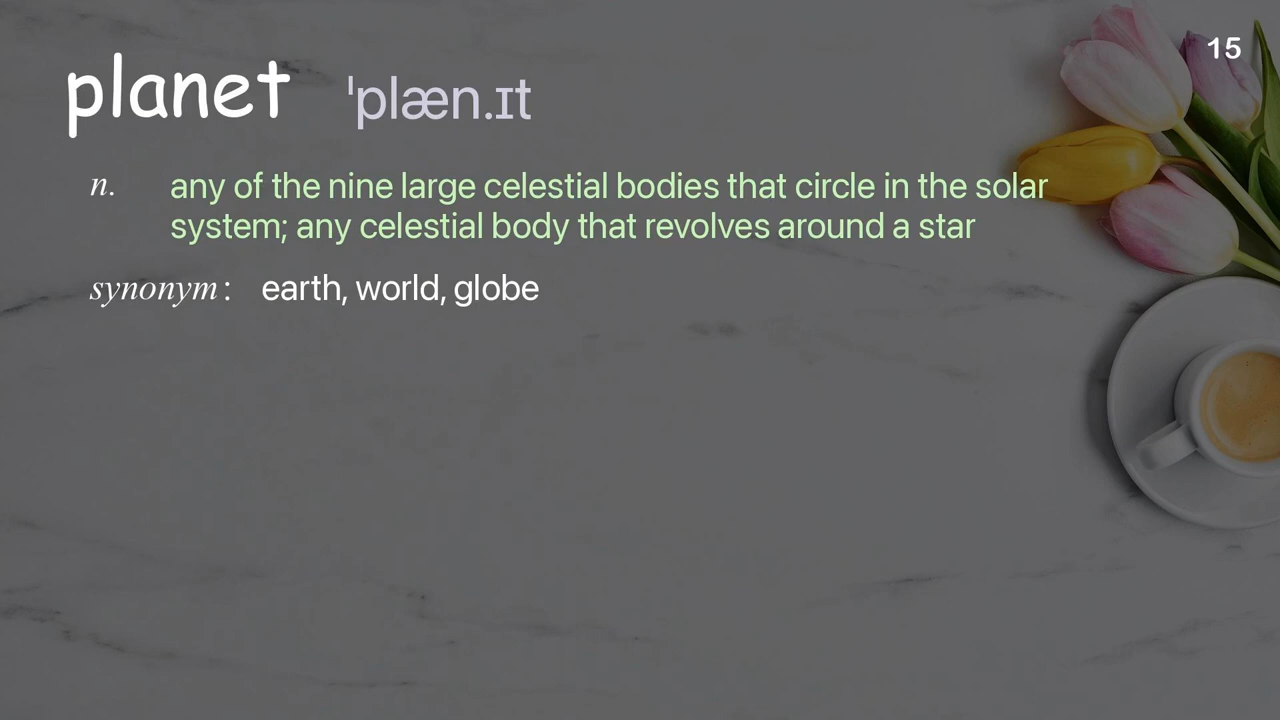 15
planet ˈplæn.ɪt
n. any of the nine large celestial bodies that circle in the solar
system; any celestial body that revolves around a star
synonym : earth, world, globe